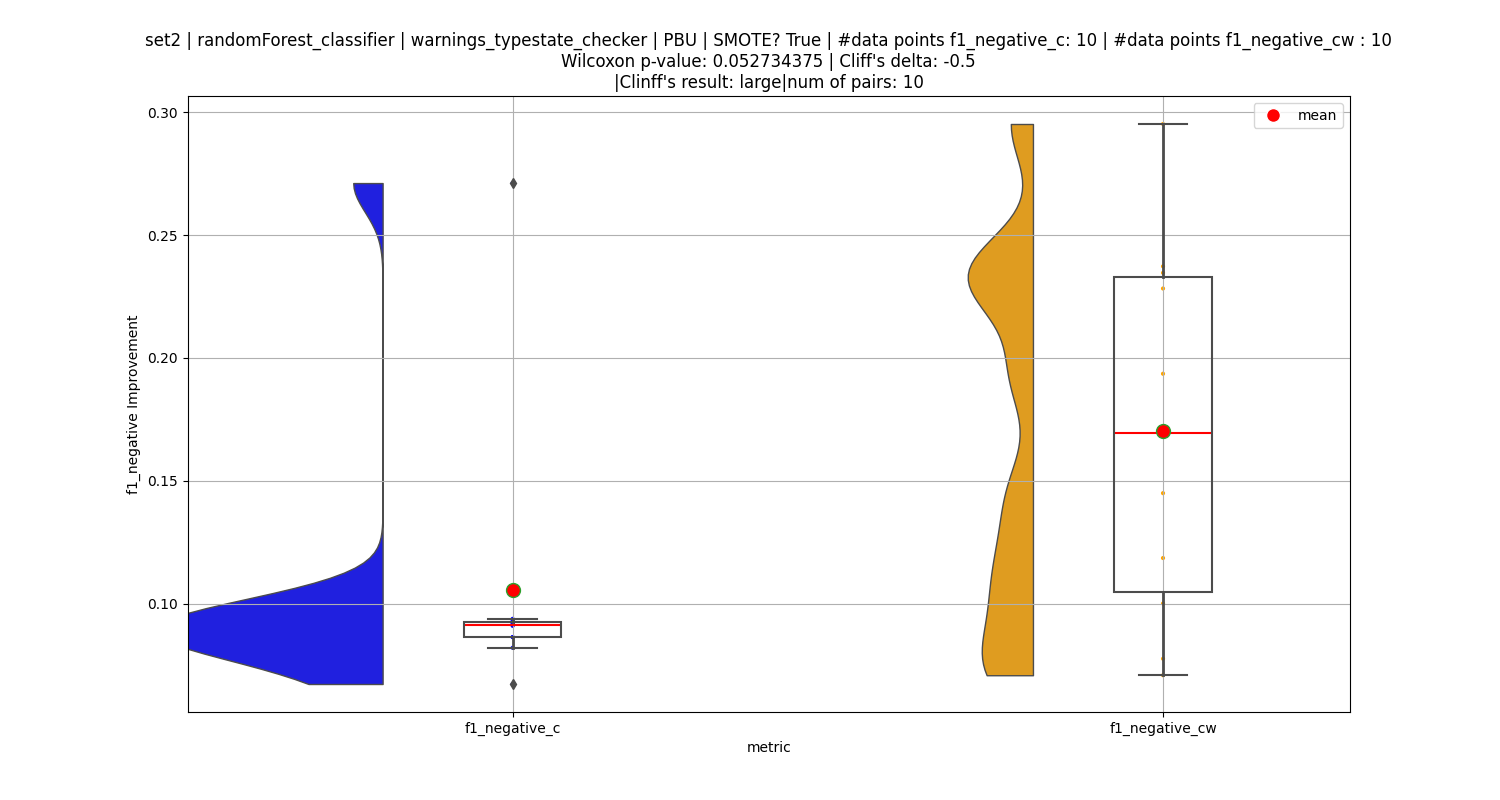 set2 | randomForest_classifier | warnings_typestate_checker | PBU | SMOTE? True | #data points f1_negative_c: 10 | #data points f1_negative_cw : 10
Wilcoxon p-value: 0.052734375 | Cliff's delta: -0.5
|Clinff's result: large|num of pairs: 10
mean
0.30
0.25
0.20
0.15
0.10
f1_negative Improvement
f1_negative_c
f1_negative_cw
metric